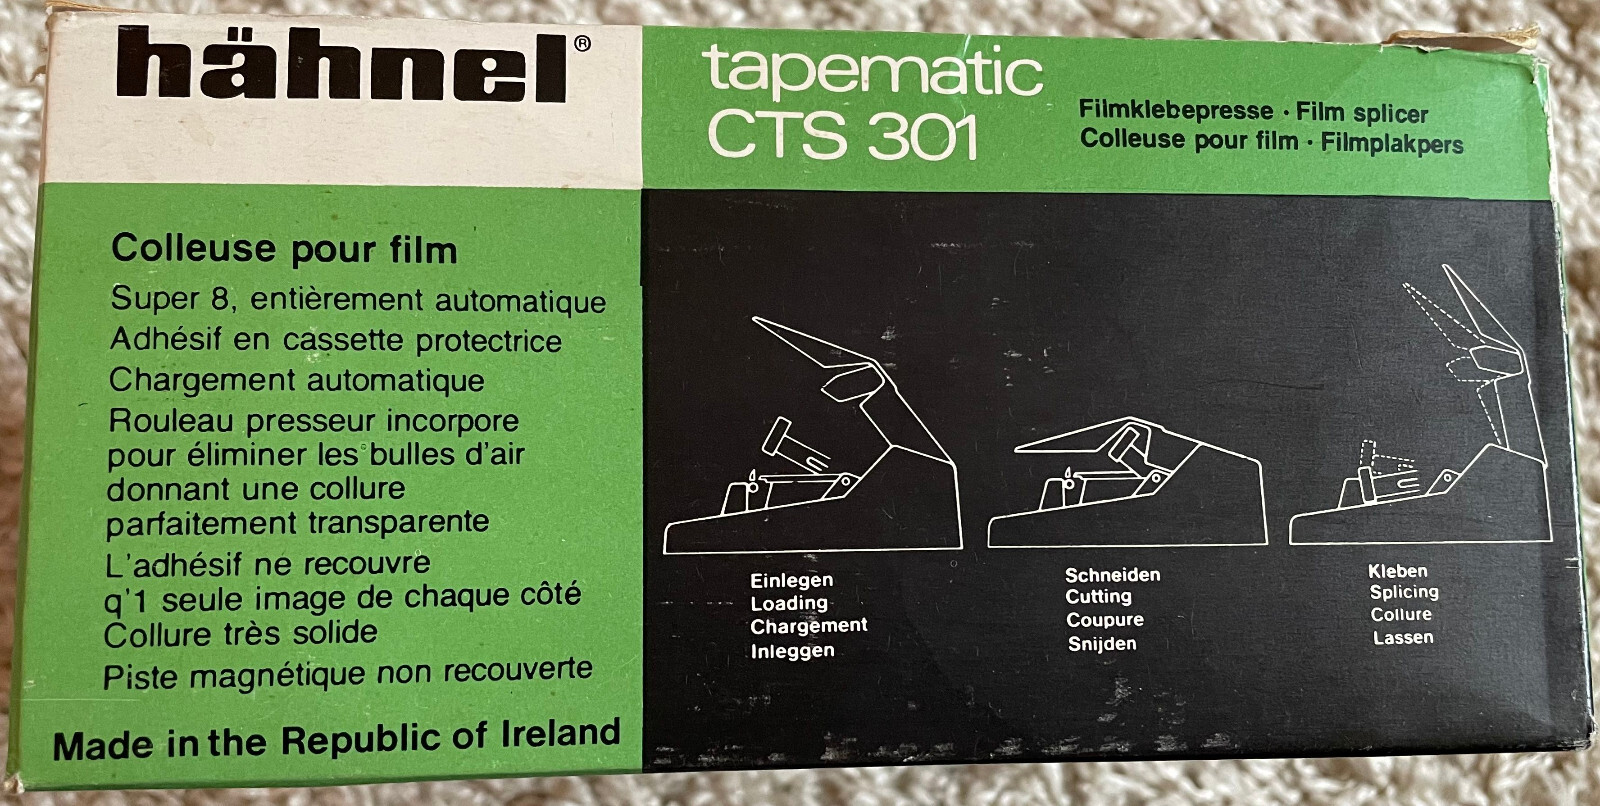 hähnel®
tapematic
CTS 301
Filmklebepresse · Film splicer
Colleuse pour film · Filmplakpers
Colleuse pour film
Super 8, entièrement automatique
Adhésif en cassette protectrice
Chargement automatique
Rouleau presseur incorpore
pour éliminer les bulles d'air
donnant une collure
parfaitement transparente
L'adhésif ne recouvre
q'1 seule image de chaque côté
Collure très solide
Piste magnétique non recouverte
Made in the Republic of Ireland
Einlegen
Loading
Chargement
Inleggen
Schneiden
Cutting
Coupure
Snijden
Kleben
Splicing
Collure
Lassen